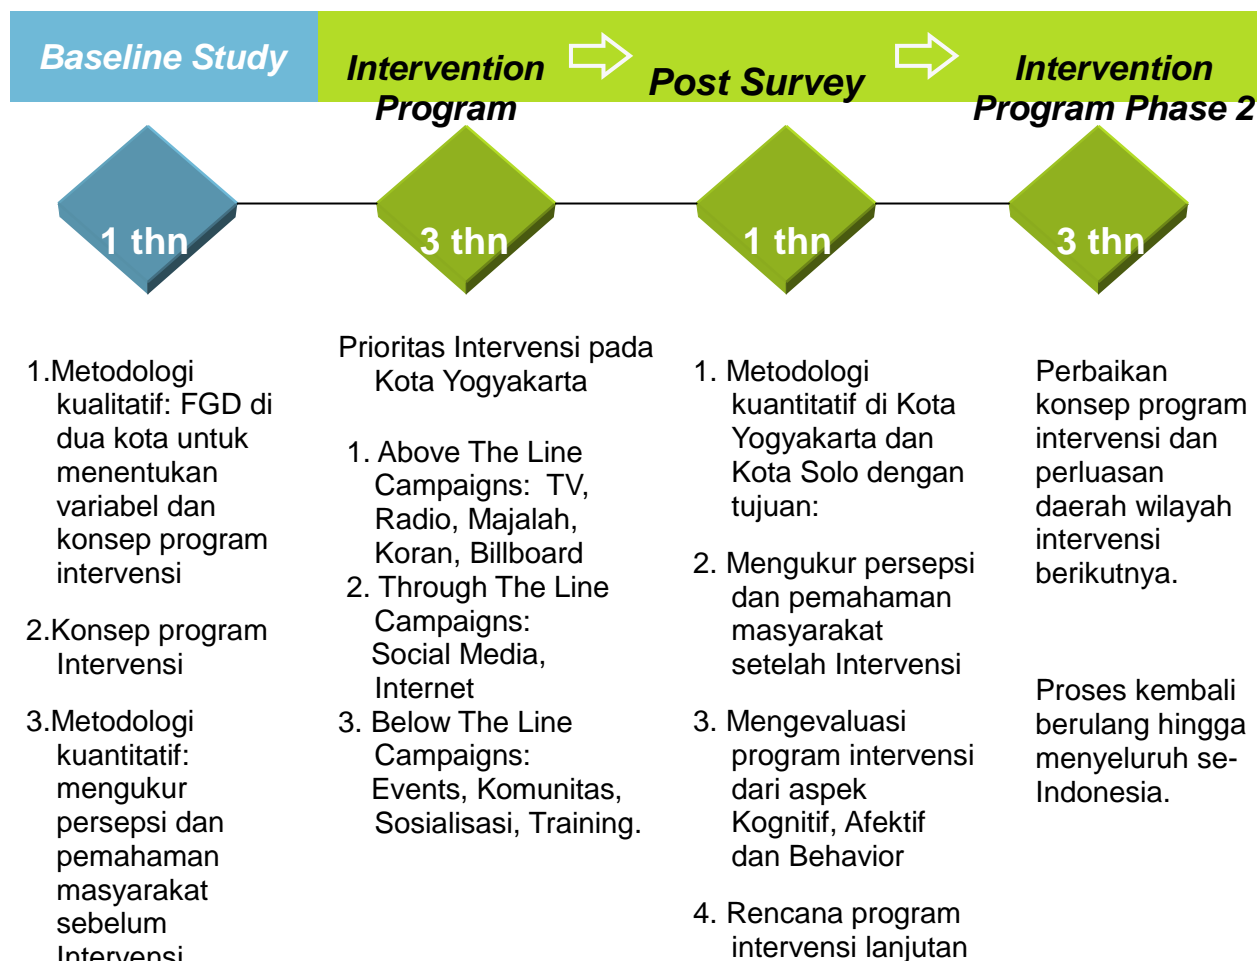 Baseline Study
Intervention
Program
Post Survey
Intervention
Program Phase 2
1 thn
3 thn
1 thn
3 thn
1.Metodologi
kualitatif: FGD di
dua kota untuk
menentukan
variabel dan
konsep program
intervensi
2.Konsep program
Intervensi
3.Metodologi
kuantitatif:
mengukur
persepsi dan
pemahaman
masyarakat
sebelum
Intervensi
Prioritas Intervensi pada
Kota Yogyakarta
1. Above The Line
Campaigns: TV,
Radio, Majalah,
Koran, Billboard
2. Through The Line
Campaigns:
Social Media,
Internet
3. Below The Line
Campaigns:
Events, Komunitas,
Sosialisasi, Training.
1. Metodologi
kuantitatif di Kota
Yogyakarta dan
Kota Solo dengan
tujuan:
2. Mengukur persepsi
dan pemahaman
masyarakat
setelah Intervensi
3. Mengevaluasi
program intervensi
dari aspek
Kognitif, Afektif
dan Behavior
4. Rencana program
intervensi lanjutan
Perbaikan
konsep program
intervensi dan
perluasan
daerah wilayah
intervensi
berikutnya.
Proses kembali
berulang hingga
menyeluruh se-
Indonesia.